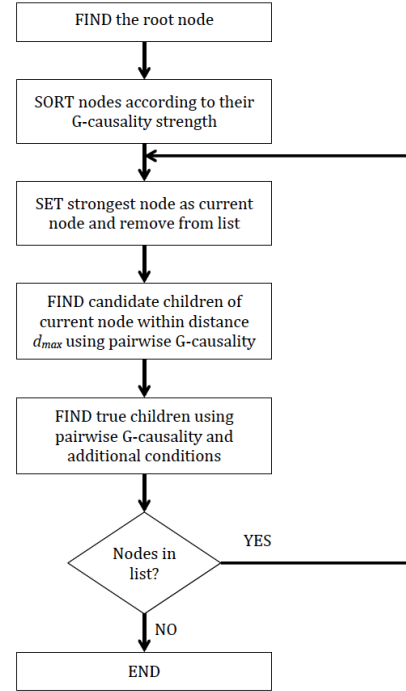 FIND the root node
SORT nodes according to their
G-causality strength
SET strongest node as current
node and remove from list
FIND candidate children of
current node within distance
dmax using pairwise G-causality
FIND true children using
pairwise G-causality and
additional conditions
Nodes in
list?
YES
NO
END